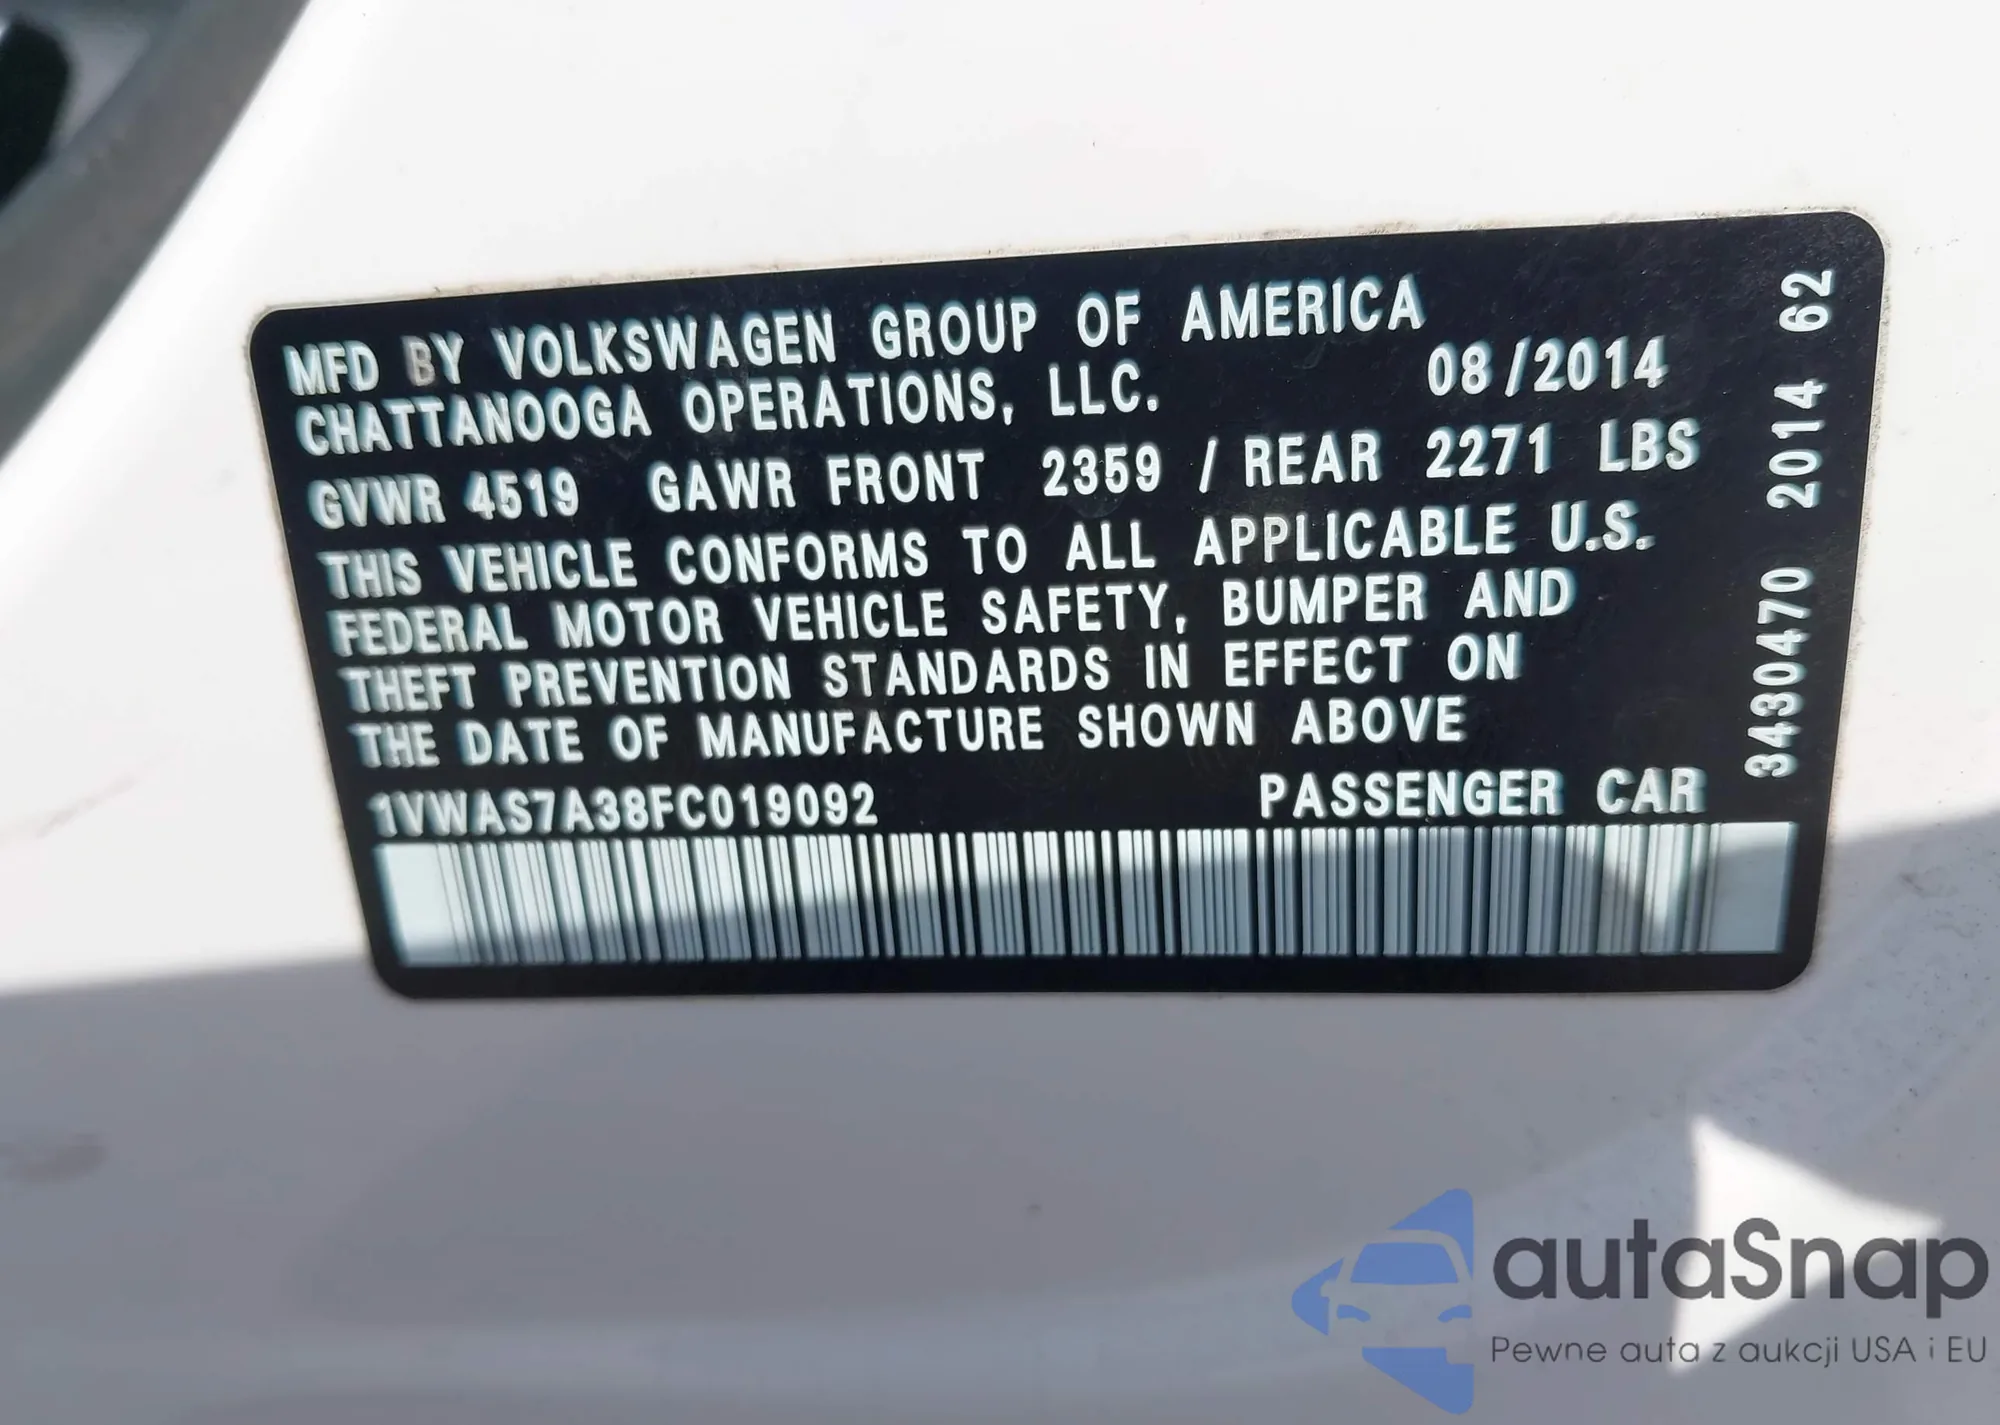 MFD BY VOLKSWAGEN GROUP OF AMERICA
CHATTANOOGA OPERATIONS, LLC. 08/2014
GVWR 4519 GAWR FRONT 2359 / REAR 2271 LBS
THIS VEHICLE CONFORMS TO ALL APPLICABLE U.S.
FEDERAL MOTOR VEHICLE SAFETY, BUMPER AND
THEFT PREVENTION STANDARDS IN EFFECT ON
THE DATE OF MANUFACTURE SHOWN ABOVE
1VWAS7A38FC019092 PASSENGER CAR
3430470 2014 62
autaSnap
Pewne auta z aukcji USA i EU